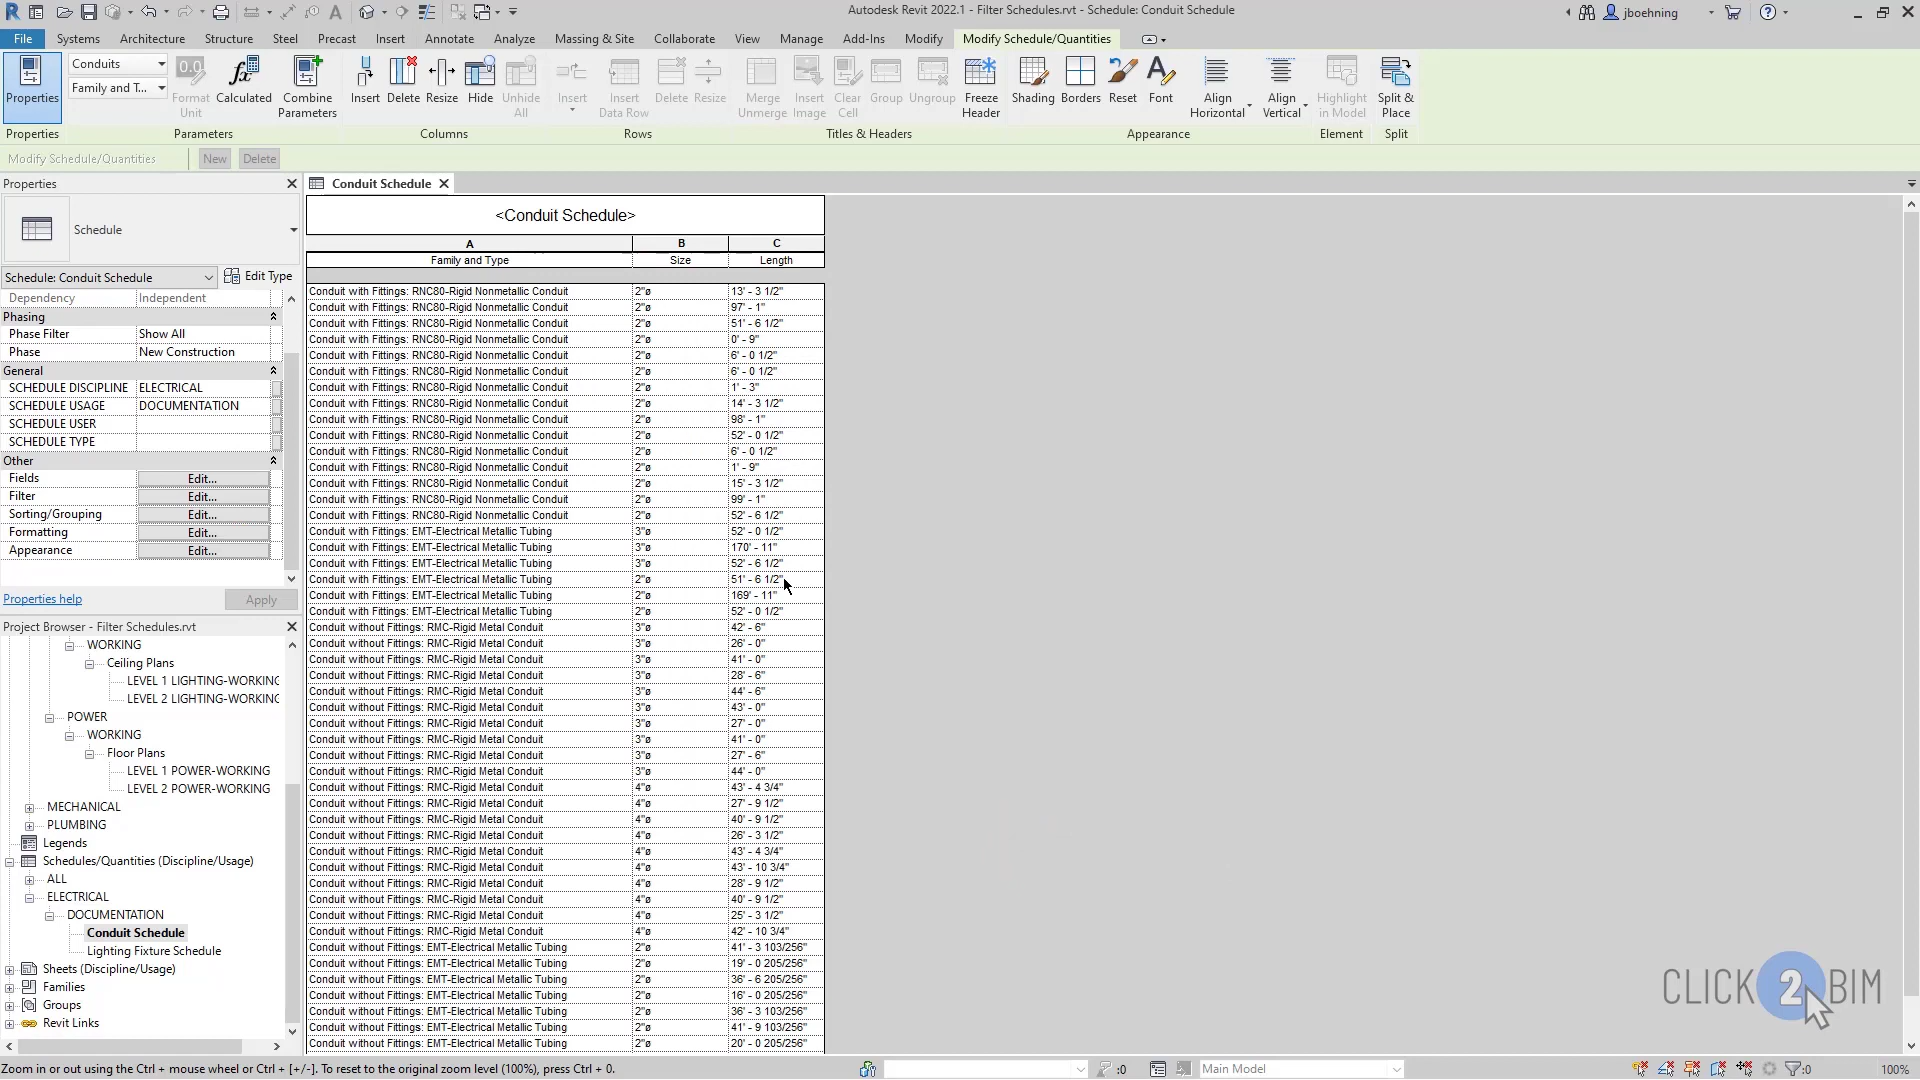 Autodesk Revit 2022.1 - Filter Schedules.rvt - Schedule: Conduit Schedule
jboehning
File Systems Architecture Structure Steel Precast Insert Annotate Analyze Massing & Site Collaborate View Manage Add-Ins Modify Modify Schedule/Quantities
Properties
Conduits
Family and T...
Format Unit
Calculated
Combine Parameters
Insert Delete Resize Hide Unhide All
Insert Insert Data Row Delete Resize
Merge Unmerge Insert Image Clear Cell Group Ungroup Freeze Header
Shading Borders Reset Font Align Horizontal Align Vertical
Highlight in Model
Split & Place
Properties Parameters Columns Rows Titles & Headers Appearance Element Split
Modify Schedule/Quantities New Delete
Properties
Schedule
Schedule: Conduit Schedule Edit Type
Dependency Independent
Phasing
Phase Filter Show All
Phase New Construction
General
SCHEDULE DISCIPLINE ELECTRICAL
SCHEDULE USAGE DOCUMENTATION
SCHEDULE USER
SCHEDULE TYPE
Other
Fields Edit...
Filter Edit...
Sorting/Grouping Edit...
Formatting Edit...
Appearance Edit...
Properties help Apply
Project Browser - Filter Schedules.rvt
WORKING
Ceiling Plans
LEVEL 1 LIGHTING-WORKING
LEVEL 2 LIGHTING-WORKING
POWER
WORKING
Floor Plans
LEVEL 1 POWER-WORKING
LEVEL 2 POWER-WORKING
MECHANICAL
PLUMBING
Legends
Schedules/Quantities (Discipline/Usage)
ALL
ELECTRICAL
DOCUMENTATION
Conduit Schedule
Lighting Fixture Schedule
Sheets (Discipline/Usage)
Families
Groups
Revit Links
Conduit Schedule
<Conduit Schedule>
A B C
Family and Type Size Length
Conduit with Fittings: RNC80-Rigid Nonmetallic Conduit 2"ø 13' - 3 1/2"
Conduit with Fittings: RNC80-Rigid Nonmetallic Conduit 2"ø 97' - 1"
Conduit with Fittings: RNC80-Rigid Nonmetallic Conduit 2"ø 51' - 6 1/2"
Conduit with Fittings: RNC80-Rigid Nonmetallic Conduit 2"ø 0' - 9"
Conduit with Fittings: RNC80-Rigid Nonmetallic Conduit 2"ø 6' - 0 1/2"
Conduit with Fittings: RNC80-Rigid Nonmetallic Conduit 2"ø 6' - 0 1/2"
Conduit with Fittings: RNC80-Rigid Nonmetallic Conduit 2"ø 1' - 3"
Conduit with Fittings: RNC80-Rigid Nonmetallic Conduit 2"ø 14' - 3 1/2"
Conduit with Fittings: RNC80-Rigid Nonmetallic Conduit 2"ø 98' - 1"
Conduit with Fittings: RNC80-Rigid Nonmetallic Conduit 2"ø 52' - 0 1/2"
Conduit with Fittings: RNC80-Rigid Nonmetallic Conduit 2"ø 6' - 0 1/2"
Conduit with Fittings: RNC80-Rigid Nonmetallic Conduit 2"ø 1' - 9"
Conduit with Fittings: RNC80-Rigid Nonmetallic Conduit 2"ø 15' - 3 1/2"
Conduit with Fittings: RNC80-Rigid Nonmetallic Conduit 2"ø 99' - 1"
Conduit with Fittings: RNC80-Rigid Nonmetallic Conduit 2"ø 52' - 6 1/2"
Conduit with Fittings: EMT-Electrical Metallic Tubing 3"ø 52' - 0 1/2"
Conduit with Fittings: EMT-Electrical Metallic Tubing 3"ø 170' - 11"
Conduit with Fittings: EMT-Electrical Metallic Tubing 3"ø 52' - 6 1/2"
Conduit with Fittings: EMT-Electrical Metallic Tubing 2"ø 51' - 6 1/2"
Conduit with Fittings: EMT-Electrical Metallic Tubing 2"ø 169' - 11"
Conduit with Fittings: EMT-Electrical Metallic Tubing 2"ø 52' - 0 1/2"
Conduit without Fittings: RMC-Rigid Metal Conduit 3"ø 42' - 6"
Conduit without Fittings: RMC-Rigid Metal Conduit 3"ø 26' - 0"
Conduit without Fittings: RMC-Rigid Metal Conduit 3"ø 41' - 0"
Conduit without Fittings: RMC-Rigid Metal Conduit 3"ø 28' - 6"
Conduit without Fittings: RMC-Rigid Metal Conduit 3"ø 44' - 6"
Conduit without Fittings: RMC-Rigid Metal Conduit 3"ø 43' - 0"
Conduit without Fittings: RMC-Rigid Metal Conduit 3"ø 27' - 0"
Conduit without Fittings: RMC-Rigid Metal Conduit 3"ø 41' - 0"
Conduit without Fittings: RMC-Rigid Metal Conduit 3"ø 27' - 6"
Conduit without Fittings: RMC-Rigid Metal Conduit 3"ø 44' - 0"
Conduit without Fittings: RMC-Rigid Metal Conduit 4"ø 43' - 4 3/4"
Conduit without Fittings: RMC-Rigid Metal Conduit 4"ø 27' - 9 1/2"
Conduit without Fittings: RMC-Rigid Metal Conduit 4"ø 40' - 9 1/2"
Conduit without Fittings: RMC-Rigid Metal Conduit 4"ø 26' - 3 1/2"
Conduit without Fittings: RMC-Rigid Metal Conduit 4"ø 43' - 4 3/4"
Conduit without Fittings: RMC-Rigid Metal Conduit 4"ø 43' - 10 3/4"
Conduit without Fittings: RMC-Rigid Metal Conduit 4"ø 28' - 9 1/2"
Conduit without Fittings: RMC-Rigid Metal Conduit 4"ø 40' - 9 1/2"
Conduit without Fittings: RMC-Rigid Metal Conduit 4"ø 25' - 3 1/2"
Conduit without Fittings: RMC-Rigid Metal Conduit 4"ø 42' - 10 3/4"
Conduit without Fittings: EMT-Electrical Metallic Tubing 2"ø 41' - 3 103/256"
Conduit without Fittings: EMT-Electrical Metallic Tubing 2"ø 19' - 0 205/256"
Conduit without Fittings: EMT-Electrical Metallic Tubing 2"ø 36' - 6 205/256"
Conduit without Fittings: EMT-Electrical Metallic Tubing 2"ø 16' - 0 205/256"
Conduit without Fittings: EMT-Electrical Metallic Tubing 2"ø 36' - 3 103/256"
Conduit without Fittings: EMT-Electrical Metallic Tubing 2"ø 41' - 9 103/256"
Conduit without Fittings: EMT-Electrical Metallic Tubing 2"ø 20' - 0 205/256"
CLICK 2 BIM
Zoom in or out using the Ctrl + mouse wheel or Ctrl + [+/-]. To reset to the original zoom level (100%), press Ctrl + 0.
:0 Main Model :0 100%